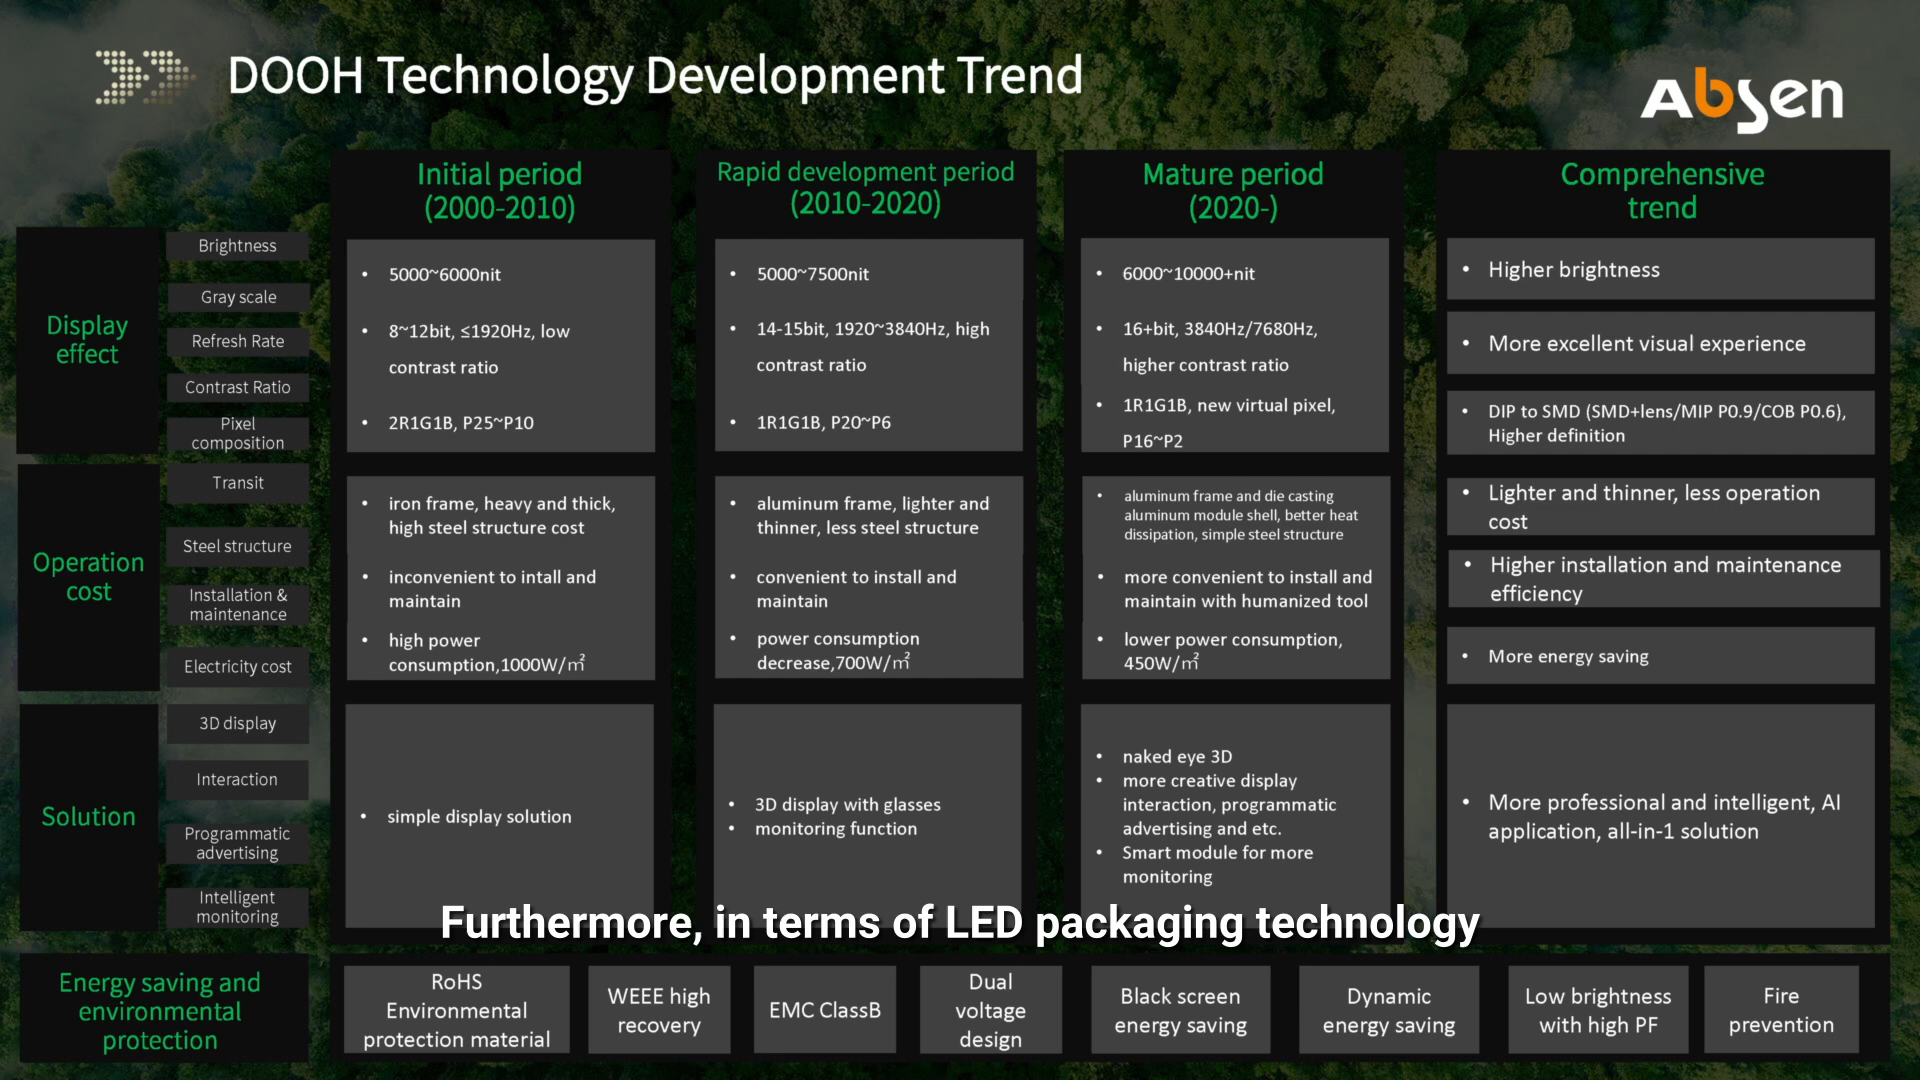 DOOH Technology Development Trend
Absen
Initial period
(2000-2010)
Rapid development period
(2010-2020)
Mature period
(2020-)
Comprehensive
trend
Display
effect
Brightness
Gray scale
Refresh Rate
Contrast Ratio
Pixel
composition
• 5000~6000nit
• 8~12bit, ≤1920Hz, low
contrast ratio
• 2R1G1B, P25~P10
• 5000~7500nit
• 14-15bit, 1920~3840Hz, high
contrast ratio
• 1R1G1B, P20~P6
• 6000~10000+nit
• 16+bit, 3840Hz/7680Hz,
higher contrast ratio
• 1R1G1B, new virtual pixel,
P16~P2
• Higher brightness
• More excellent visual experience
• DIP to SMD (SMD+lens/MIP P0.9/COB P0.6),
Higher definition
Operation
cost
Transit
Steel structure
Installation &
maintenance
Electricity cost
• iron frame, heavy and thick,
high steel structure cost
• inconvenient to intall and
maintain
• high power
consumption,1000W/㎡
• aluminum frame, lighter and
thinner, less steel structure
• convenient to install and
maintain
• power consumption
decrease,700W/㎡
• aluminum frame and die casting
aluminum module shell, better heat
dissipation, simple steel structure
• more convenient to install and
maintain with humanized tool
• lower power consumption,
450W/㎡
• Lighter and thinner, less operation
cost
• Higher installation and maintenance
efficiency
• More energy saving
Solution
3D display
Interaction
Programmatic
advertising
Intelligent
monitoring
• simple display solution
• 3D display with glasses
• monitoring function
• naked eye 3D
• more creative display
interaction, programmatic
advertising and etc.
• Smart module for more
monitoring
• More professional and intelligent, AI
application, all-in-1 solution
Furthermore, in terms of LED packaging technology
Energy saving and
environmental
protection
RoHS
Environmental
protection material
WEEE high
recovery
EMC ClassB
Dual
voltage
design
Black screen
energy saving
Dynamic
energy saving
Low brightness
with high PF
Fire
prevention